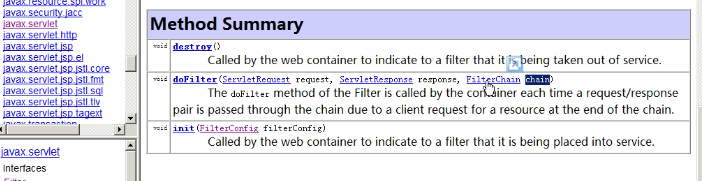 javax.resource.spi.work
javax.security.jacc
javax.servlet
javax.servlet.http
javax.servlet.jsp
javax.servlet.jsp.el
javax.servlet.jsp.jstl.core
javax.servlet.jsp.jstl.fmt
javax.servlet.jsp.jstl.sql
javax.servlet.jsp.jstl.tlv
javax.servlet.jsp.tagext
javax.transaction
javax.servlet
Interfaces
Filter
Method Summary
void destroy()
Called by the web container to indicate to a filter that it is being taken out of service.
void doFilter(ServletRequest request, ServletResponse response, FilterChain chain)
The doFilter method of the Filter is called by the container each time a request/response
pair is passed through the chain due to a client request for a resource at the end of the chain.
void init(FilterConfig filterConfig)
Called by the web container to indicate to a filter that it is being placed into service.